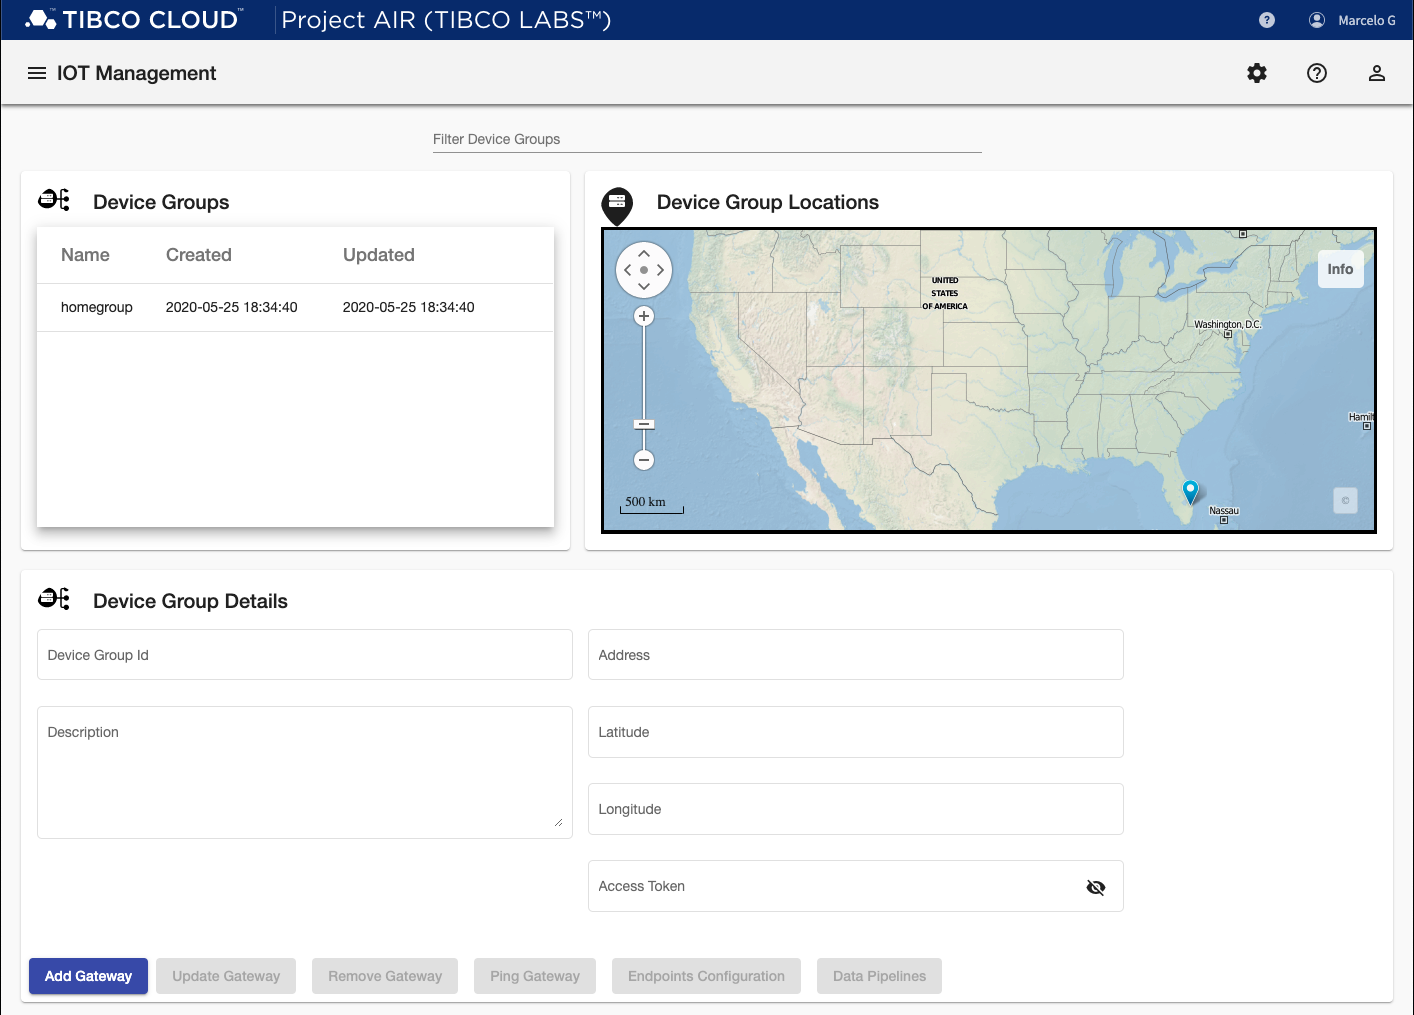 TIBCO CLOUD™ Project AIR (TIBCO LABS™)
Marcelo G
IOT Management
Filter Device Groups
Device Groups
Name Created Updated
homegroup 2020-05-25 18:34:40 2020-05-25 18:34:40
Device Group Locations
UNITED
STATES
OF AMERICA
Info
Washington, D.C.
Hamil
500 km
©
Nassau
Device Group Details
Device Group Id
Address
Description
Latitude
Longitude
Access Token
Add Gateway Update Gateway Remove Gateway Ping Gateway Endpoints Configuration Data Pipelines